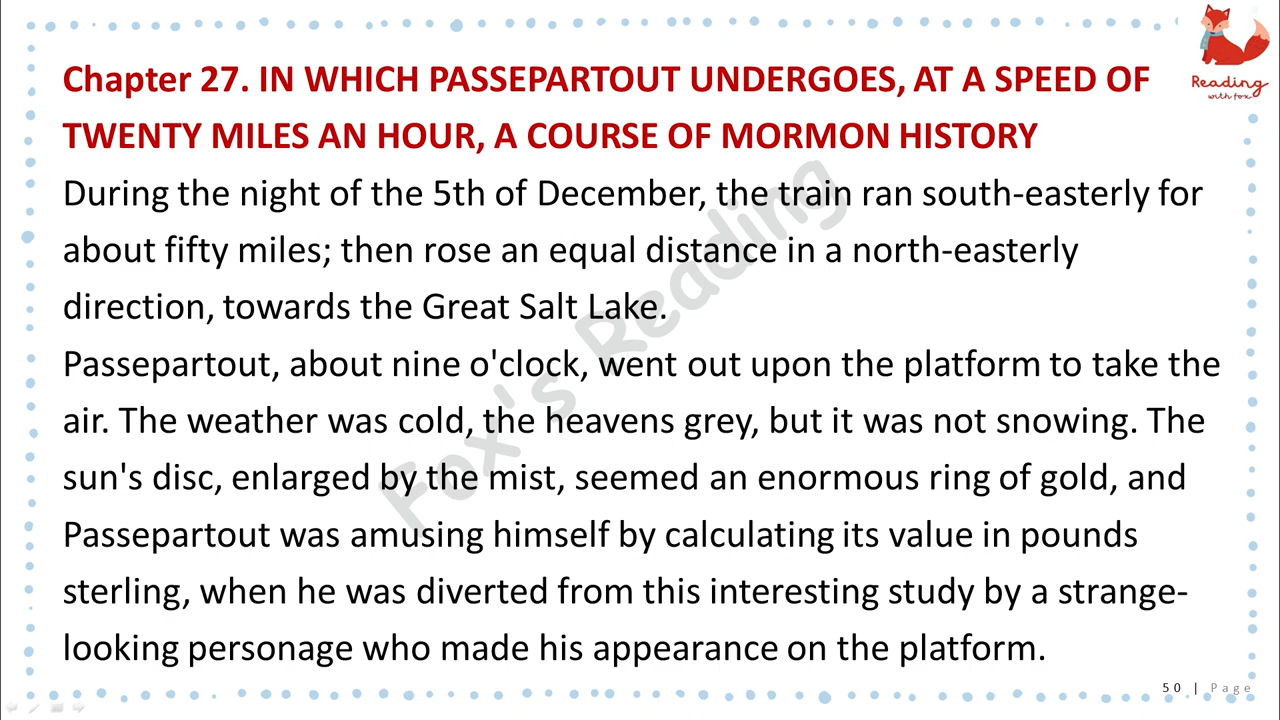 Chapter 27. IN WHICH PASSEPARTOUT UNDERGOES, AT A SPEED OF
TWENTY MILES AN HOUR, A COURSE OF MORMON HISTORY
During the night of the 5th of December, the train ran south-easterly for
about fifty miles; then rose an equal distance in a north-easterly
direction, towards the Great Salt Lake.
Passepartout, about nine o'clock, went out upon the platform to take the
air. The weather was cold, the heavens grey, but it was not snowing. The
sun's disc, enlarged by the mist, seemed an enormous ring of gold, and
Passepartout was amusing himself by calculating its value in pounds
sterling, when he was diverted from this interesting study by a strange-
looking personage who made his appearance on the platform.
Reading
with fox
Fox's Reading
50 | Page